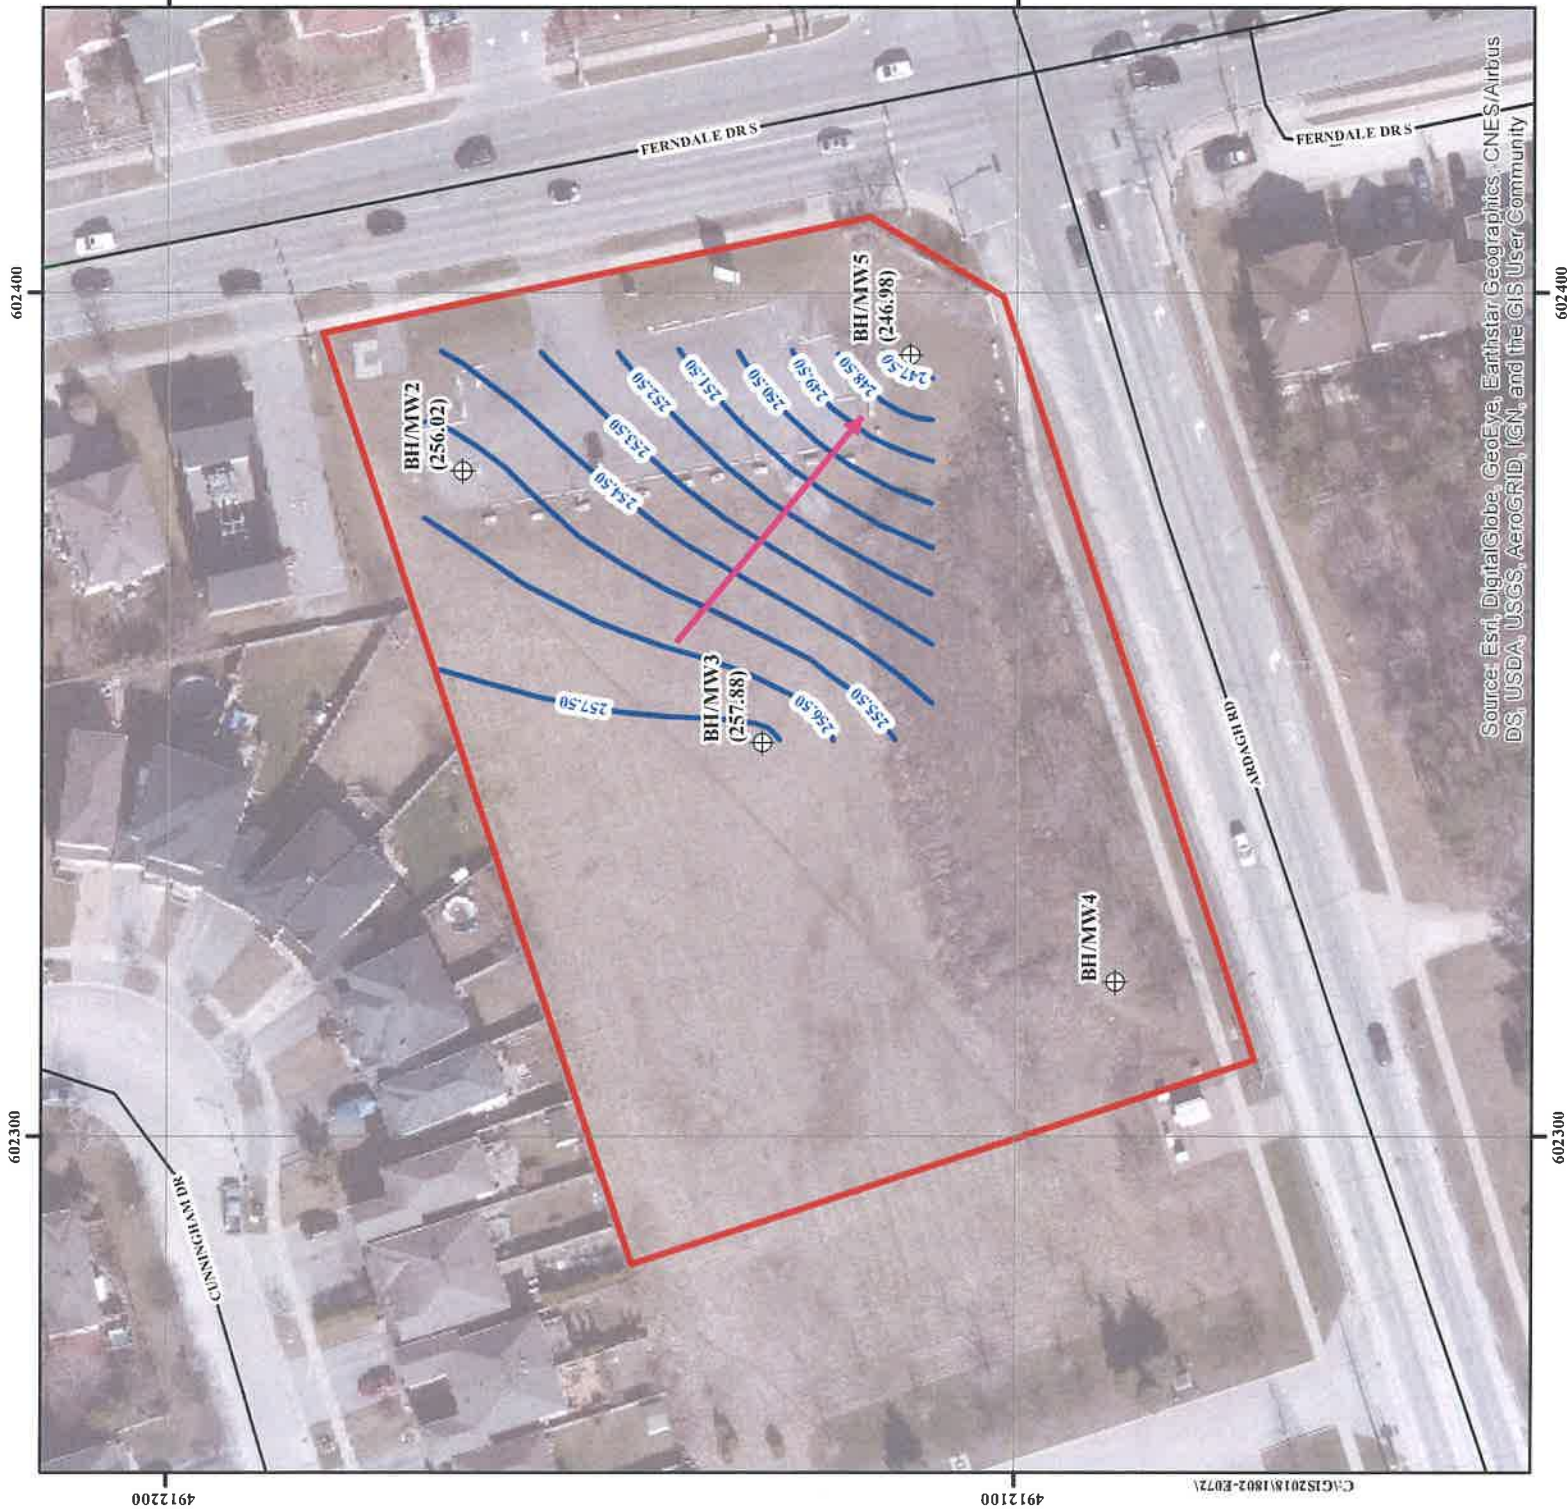 602400
602300
4912200
4912100
602400
602300
FERNDALE DR S
FERNDALE DR S
ARDAGH RD
CUNNINGHAM DR
BH/MW2
(256.02)
BH/MW3
(257.88)
BH/MW4
BH/MW5
(246.98)
257.50
256.50
255.50
254.50
253.50
252.50
251.50
250.50
249.50
248.50
247.50
Source: Esri, DigitalGlobe, GeoEye, Earthstar Geographics, CNES/Airbus
DS, USDA, USGS, AeroGRID, IGN, and the GIS User Community
C:\GIS2018\1802-E072\